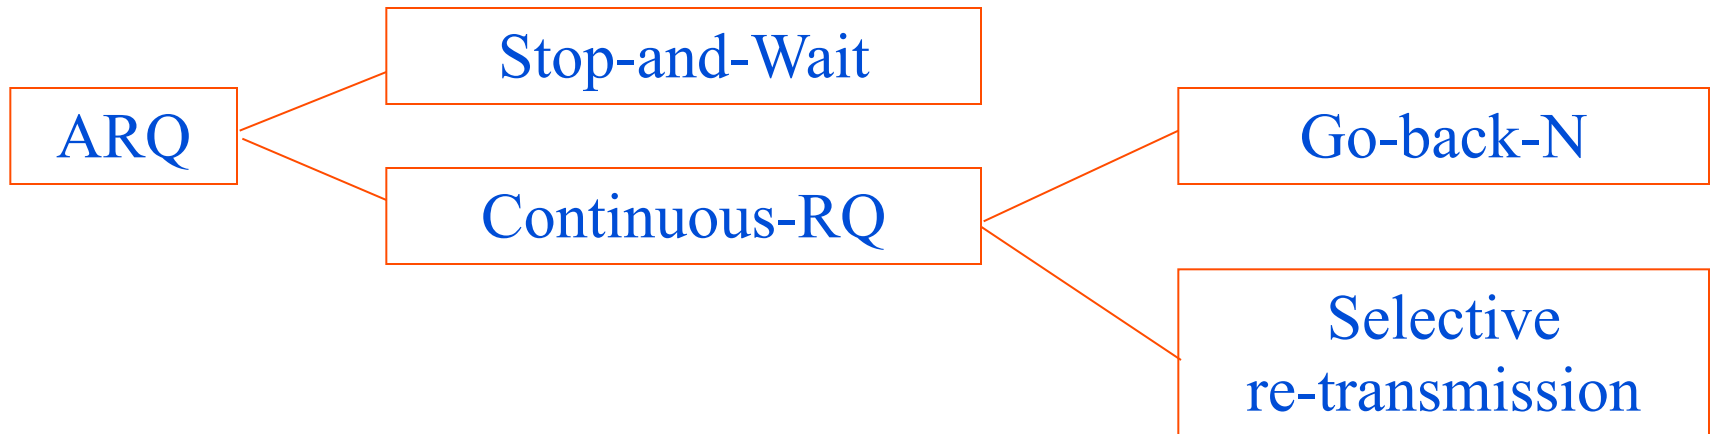 ARQ
Stop-and-Wait
Continuous-RQ
Go-back-N
Selective
re-transmission